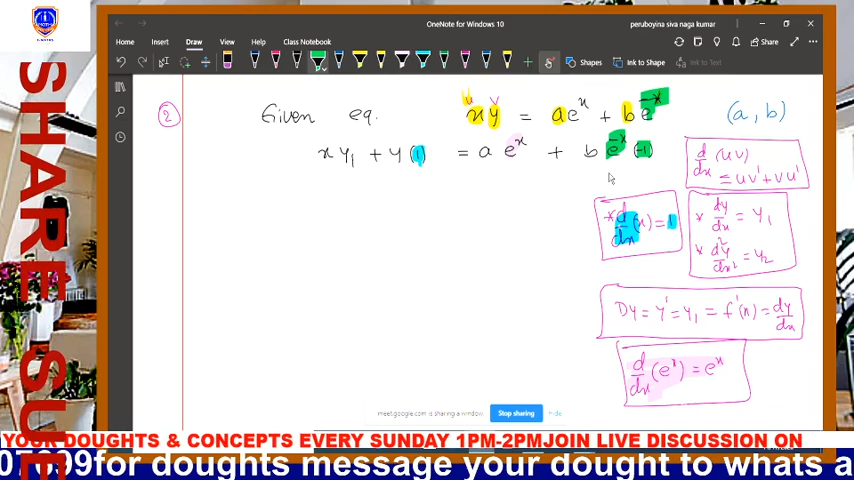 OneNote for Windows 10
peruboyina siva naga kumar
Home Insert Draw View Help Class Notebook
Share
Shapes Ink to Shape Ink to Text
② Given eq. xy = ae^x + be^-x (a, b)
u v
xy₁ + y(1) = a e^x + b e^-x (-1)
d/dx (uv)
= uv' + vu'
* d/dx (x) = 1
* dy/dx = y₁
* d²y/dx² = y₂
Dy = y' = y₁ = f'(x) = dy/dx
d/dx (e^x) = e^x
meet.google.com is sharing a window. Stop sharing Hide
SHARE SUE
YOUR DOUGHTS & CONCEPTS EVERY SUNDAY 1PM-2PMJOIN LIVE DISCUSSION ON
07699for doughts message your dought to whats a